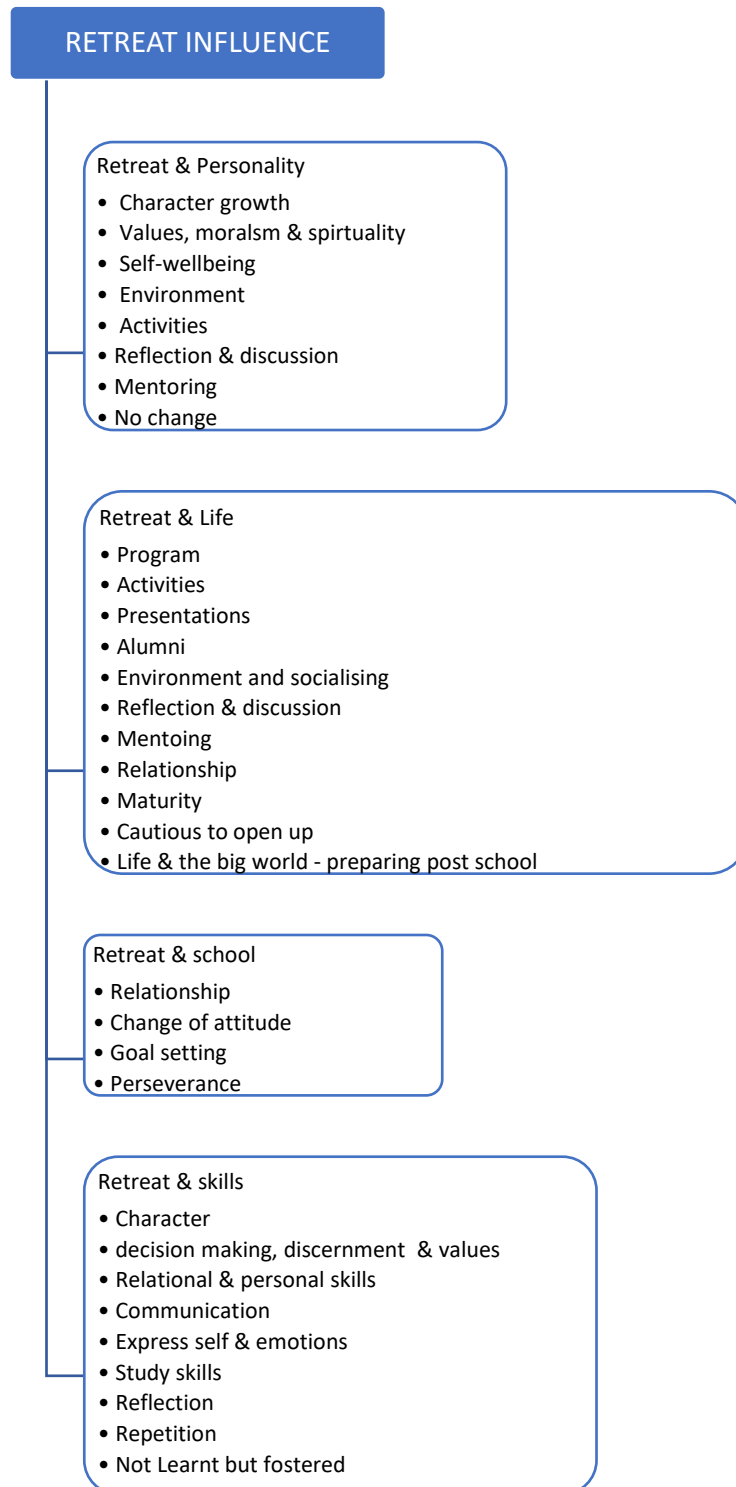 RETREAT INFLUENCE
Retreat & Personality
• Character growth
• Values, moralsm & spirtuality
• Self-wellbeing
• Environment
• Activities
• Reflection & discussion
• Mentoring
• No change
Retreat & Life
• Program
• Activities
• Presentations
• Alumni
• Environment and socialising
• Reflection & discussion
• Mentoing
• Relationship
• Maturity
• Cautious to open up
• Life & the big world - preparing post school
Retreat & school
• Relationship
• Change of attitude
• Goal setting
• Perseverance
Retreat & skills
• Character
• decision making, discernment & values
• Relational & personal skills
• Communication
• Express self & emotions
• Study skills
• Reflection
• Repetition
• Not Learnt but fostered